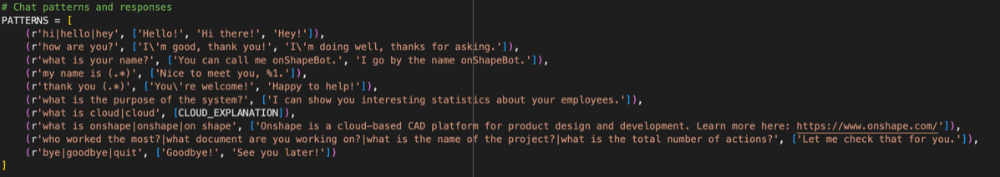 # Chat patterns and responses
PATTERNS = [
    (r'hi|hello|hey', ['Hello!', 'Hi there!', 'Hey!']),
    (r'how are you?', ['I\'m good, thank you!', 'I\'m doing well, thanks for asking.']),
    (r'what is your name?', ['You can call me onShapeBot.', 'I go by the name onShapeBot.']),
    (r'my name is (.*)', ['Nice to meet you, %1.']),
    (r'thank you (.*)', ['You\'re welcome!', 'Happy to help!']),
    (r'what is the purpose of the system?', ['I can show you interesting statistics about your employees.']),
    (r'what is cloud|cloud', [CLOUD_EXPLANATION]),
    (r'what is onshape|onshape|on shape', ['Onshape is a cloud-based CAD platform for product design and development. Learn more here: https://www.onshape.com/']),
    (r'who worked the most?|what document are you working on?|what is the name of the project?|what is the total number of actions?', ['Let me check that for you.']),
    (r'bye|goodbye|quit', ['Goodbye!', 'See you later!'])
]